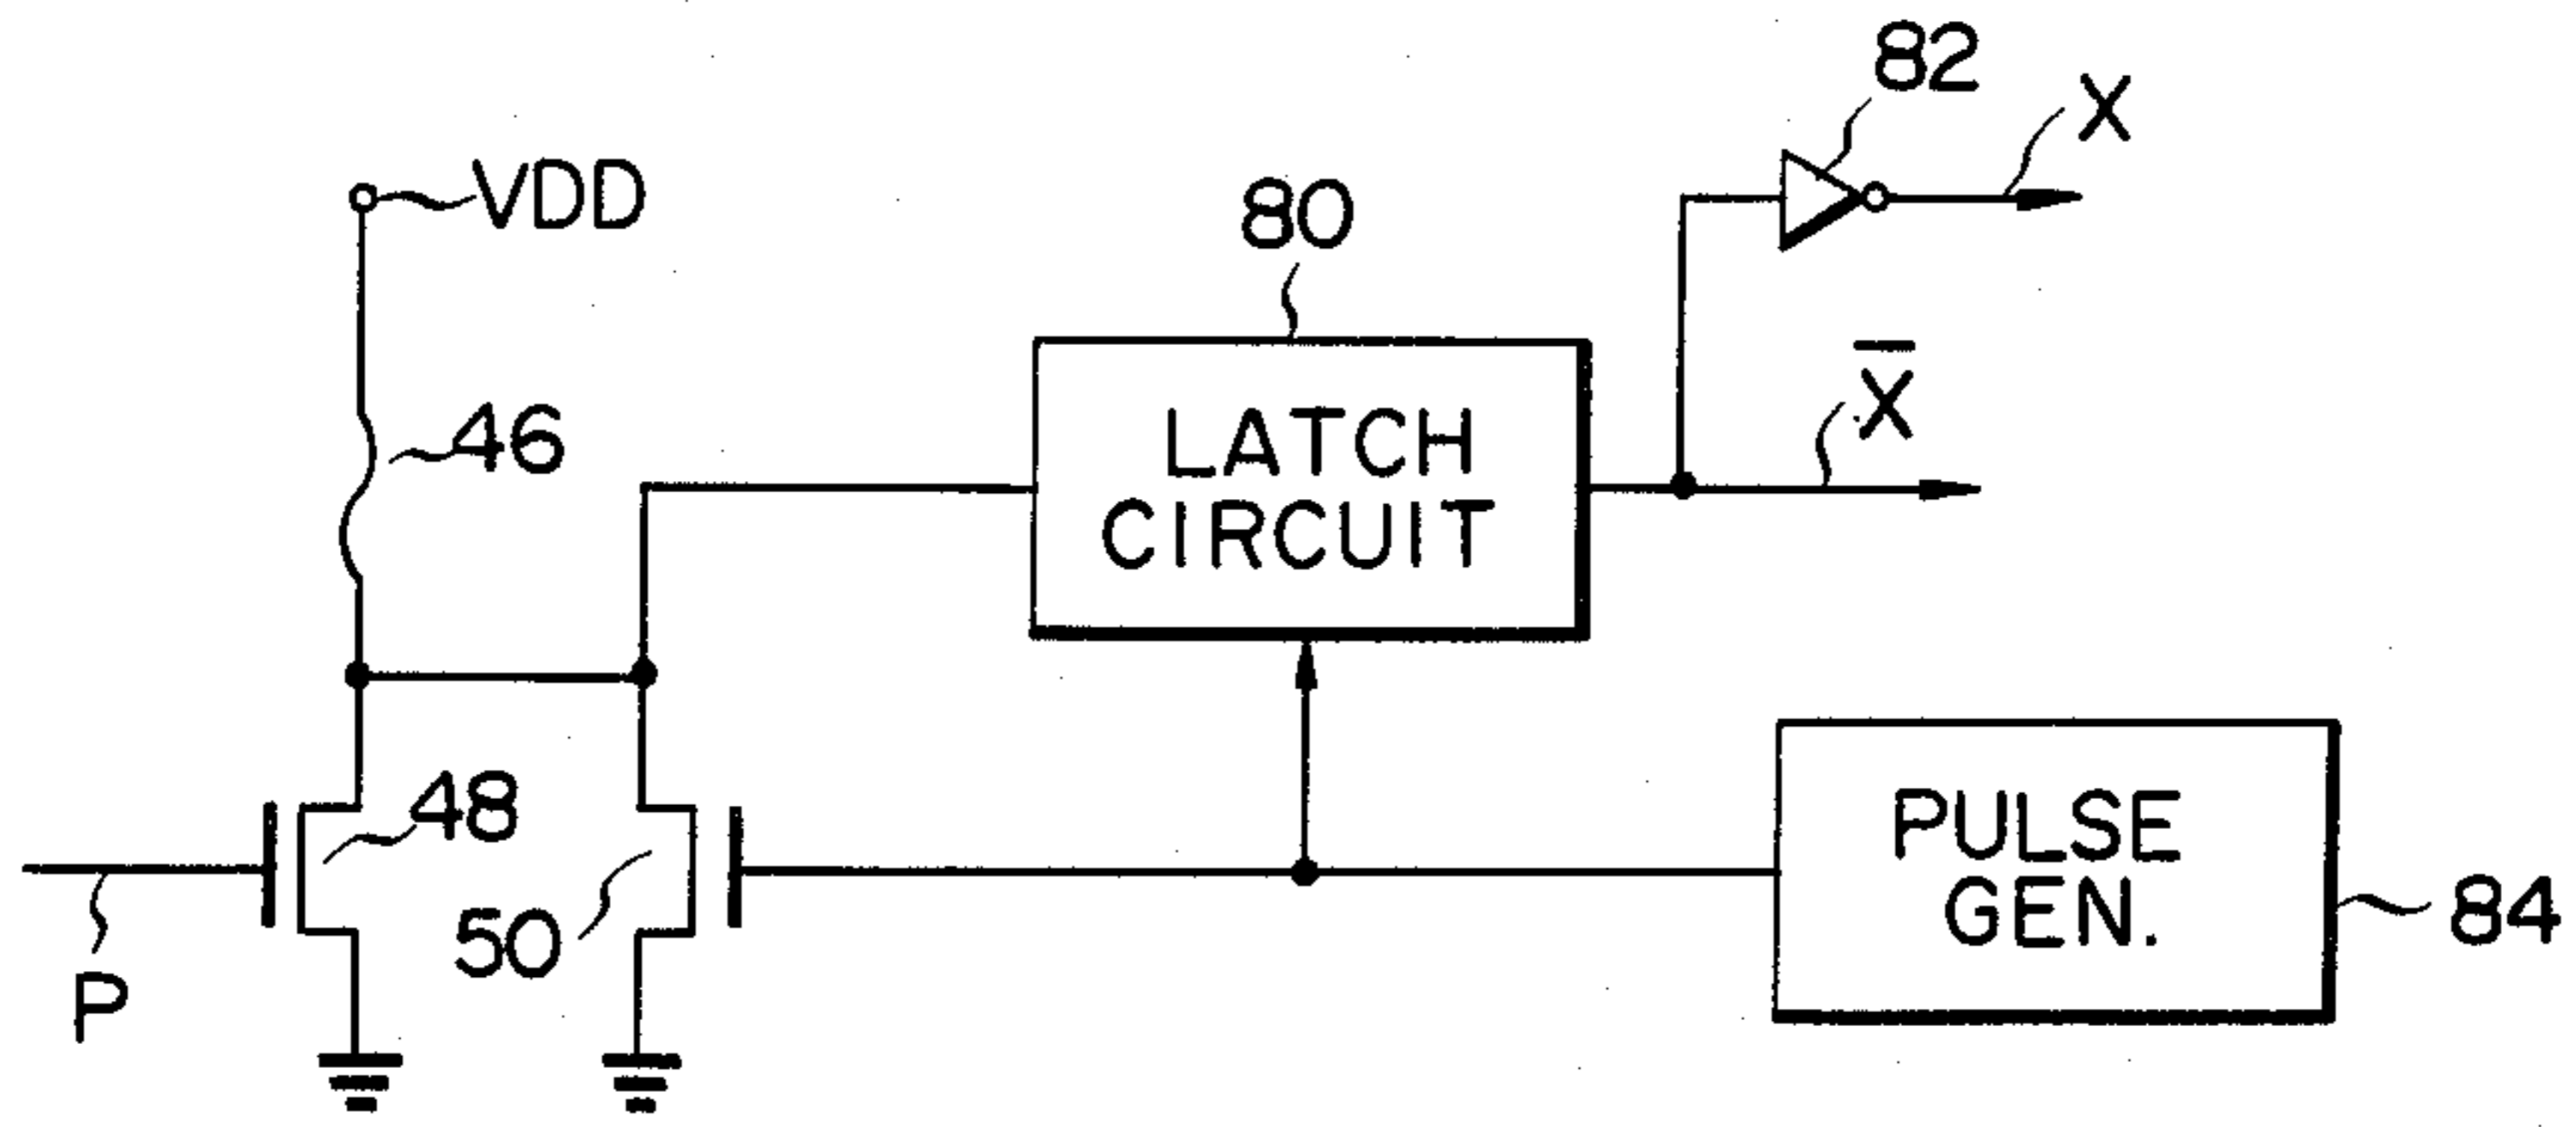 82
X
VDD
80
X̅
46
LATCH
CIRCUIT
48
PULSE
GEN.
50
84
P